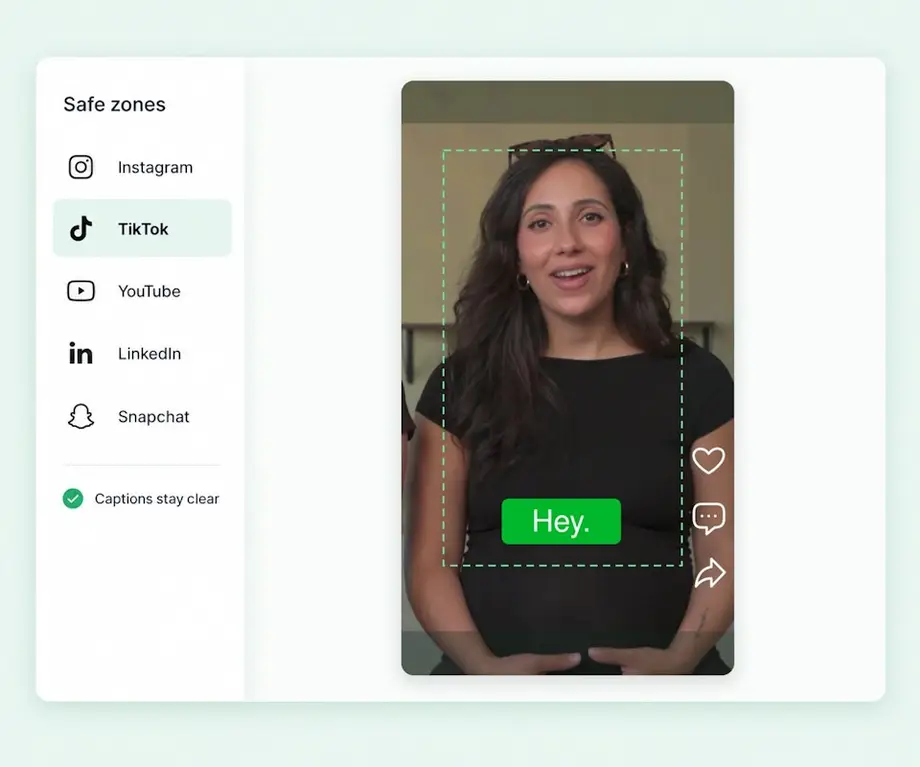 Safe zones
Instagram
TikTok
YouTube
LinkedIn
Snapchat
Captions stay clear
Hey.